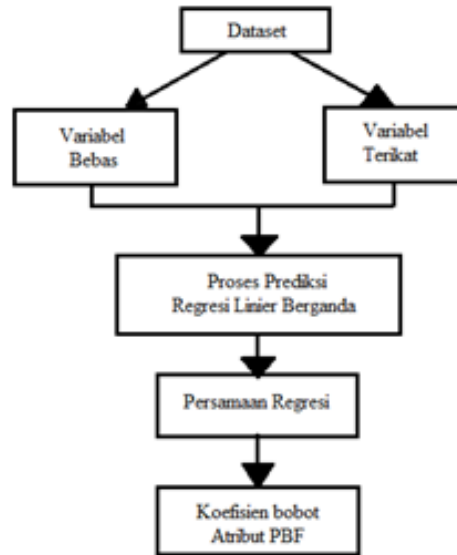 Dataset
Variabel
Bebas
Variabel
Terikat
Proses Prediksi
Regresi Linier Berganda
Persamaan Regresi
Koefisien bobot
Atribut PBF